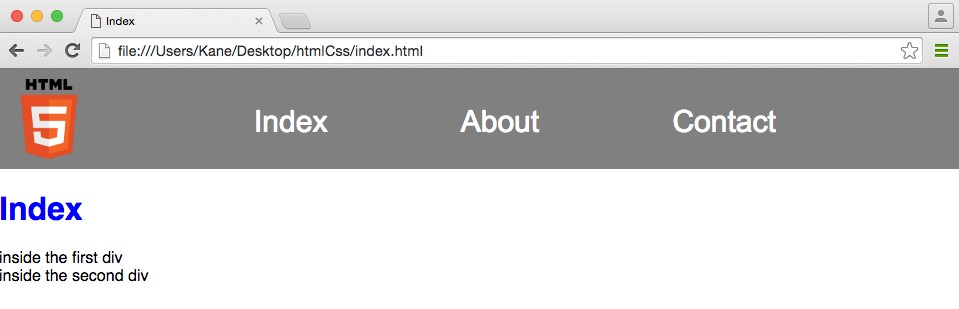 Index
file:///Users/Kane/Desktop/htmlCss/index.html
HTML
5
Index About Contact
Index
inside the first div
inside the second div